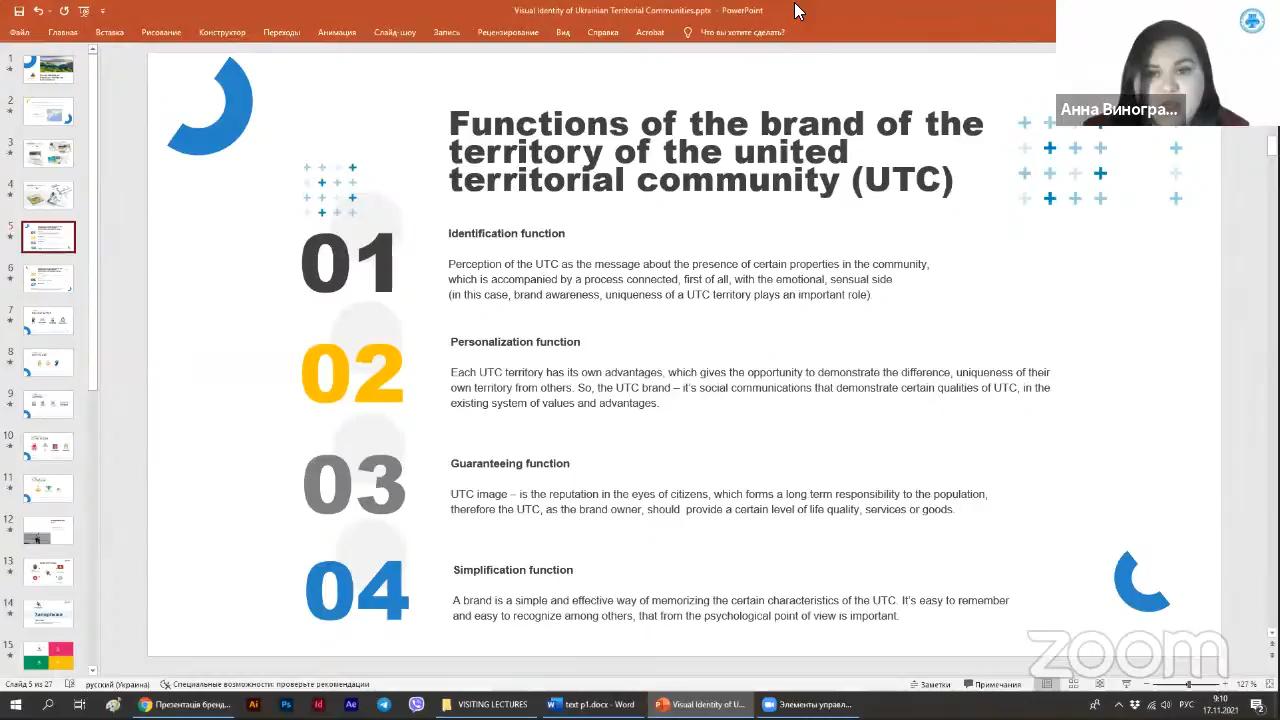 Visual Identity of Ukrainian Territorial Communities.pptx - PowerPoint
Файл Главная Вставка Рисование Конструктор Переходы Анимация Слайд-шоу Запись Рецензирование Вид Справка Acrobat Что вы хотите сделать?
Анна Виногра...
Functions of the brand of the
territory of the united
territorial community (UTC)
01
Identification function
Perception of the UTC as the message about the presence of certain properties in the community,
which is accompanied by a process connected, first of all, with the emotional, sensual side
(in this case, brand awareness, uniqueness of a UTC territory plays an important role)
02
Personalization function
Each UTC territory has its own advantages, which gives the opportunity to demonstrate the difference, uniqueness of their
own territory from others. So, the UTC brand – it's social communications that demonstrate certain qualities of UTC, in the
existing system of values and advantages.
03
Guaranteeing function
UTC image – is the reputation in the eyes of citizens, which forms a long term responsibility to the population,
therefore the UTC, as the brand owner, should provide a certain level of life quality, services or goods.
04
Simplification function
A brand is a simple and effective way of memorizing the certain characteristics of the UTC. It's easy to remember
and easy to recognize among others, that from the psychological point of view is important.
zoom
Слайд 5 из 27 русский (Украина) Специальные возможности: проверьте рекомендации Заметки Примечания 127 %
Презентація бренд... Ai Ps Id Ae VISITING LECTURES text p1.docx - Word Visual Identity of U... Элементы управл... РУС 9:10
17.11.2021